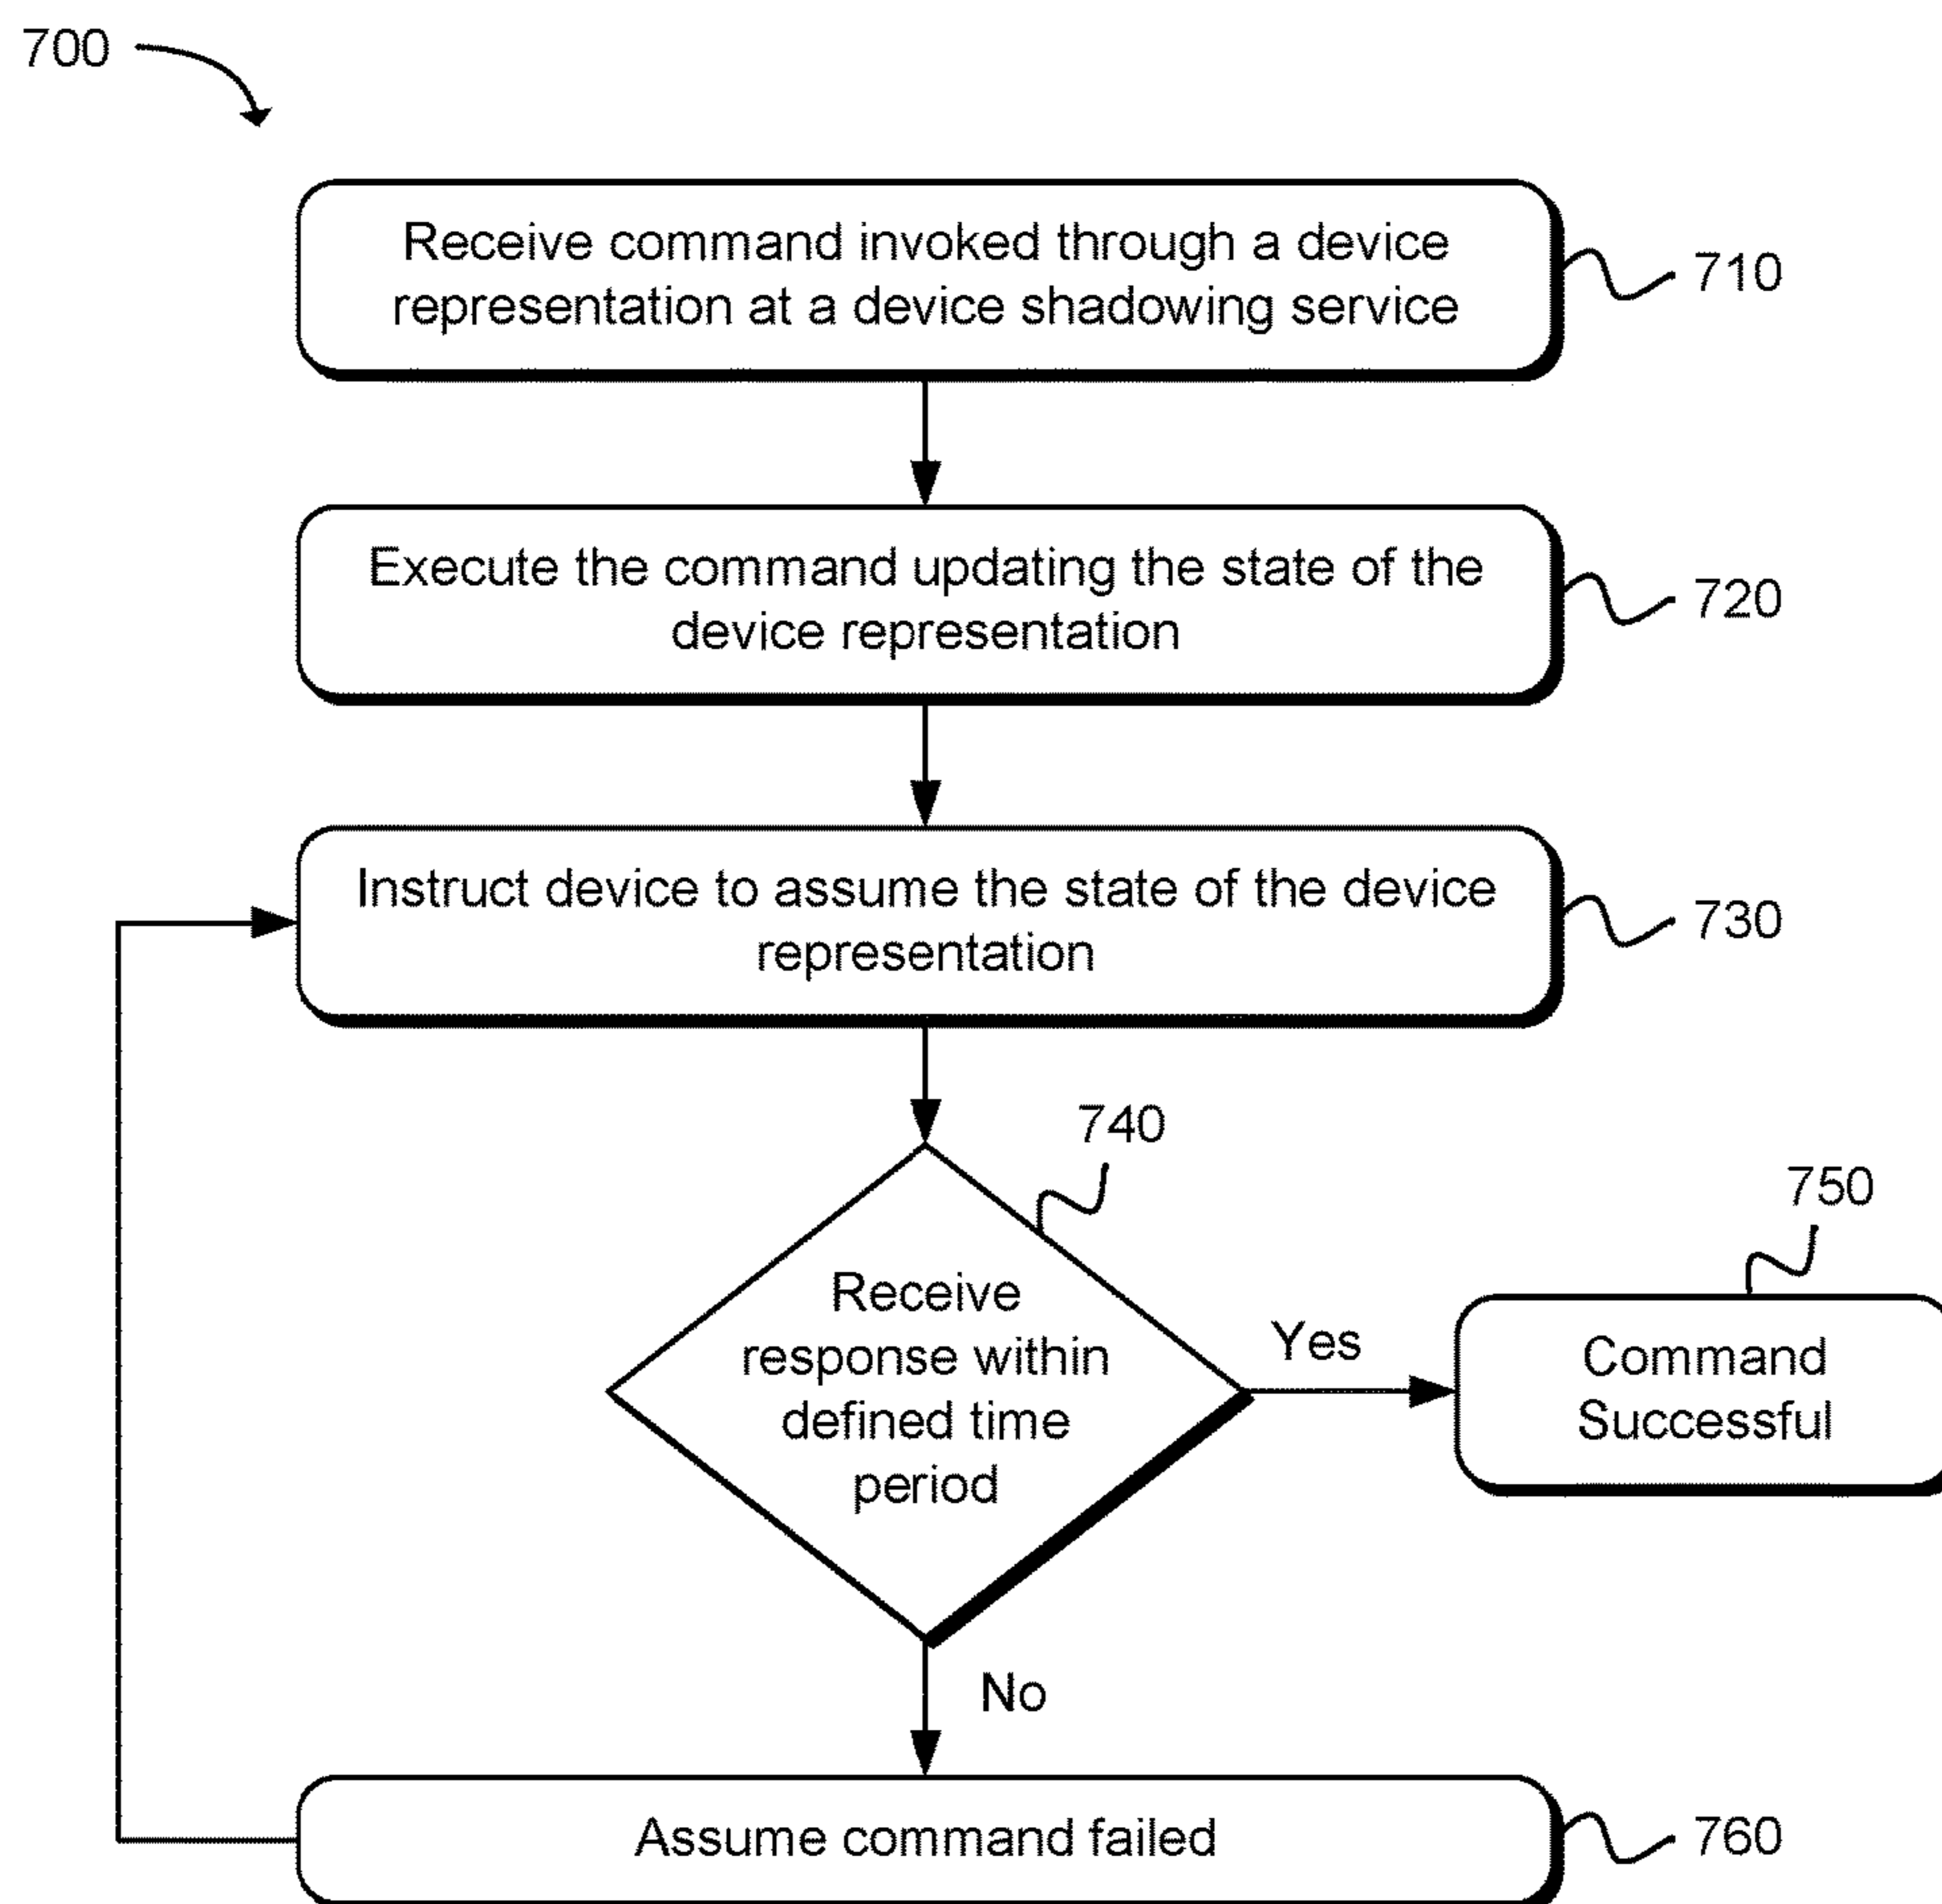 700
Receive command invoked through a device
representation at a device shadowing service
710
Execute the command updating the state of the
device representation
720
Instruct device to assume the state of the device
representation
730
740
Receive
response within
defined time
period
Yes
750
Command
Successful
No
Assume command failed
760